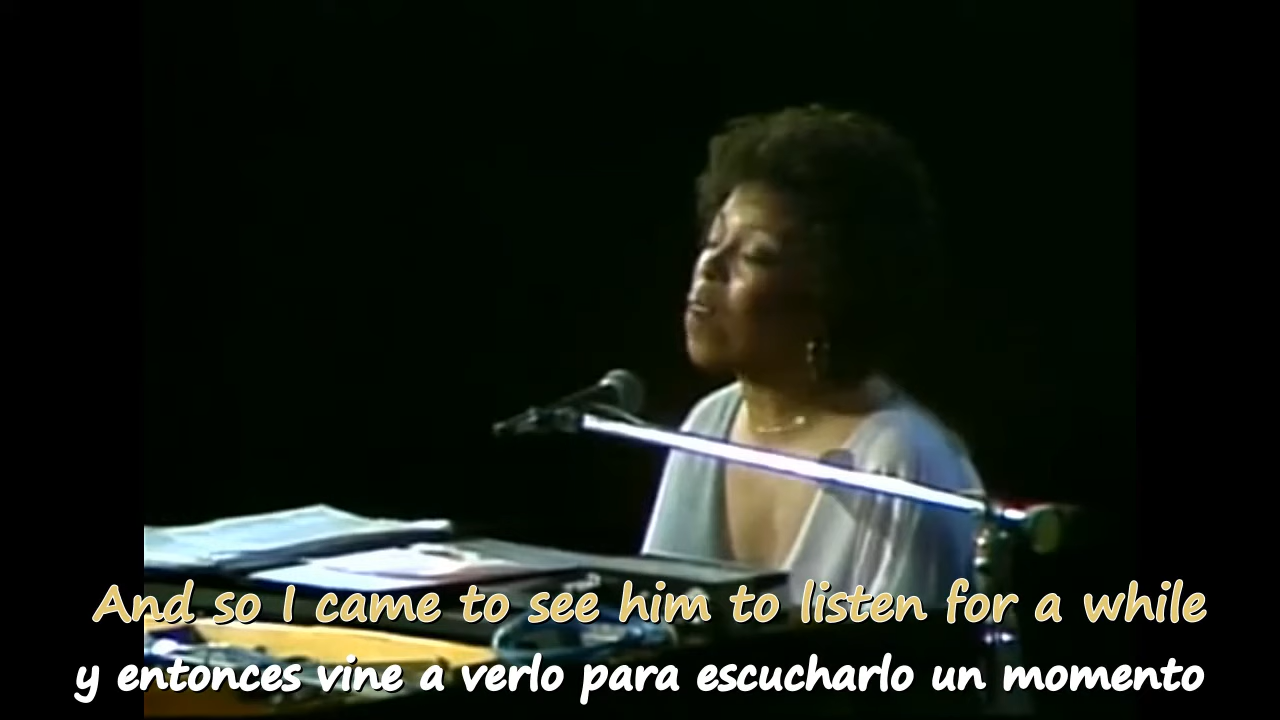 And so I came to see him to listen for a while
y entonces vine a verlo para escucharlo un momento